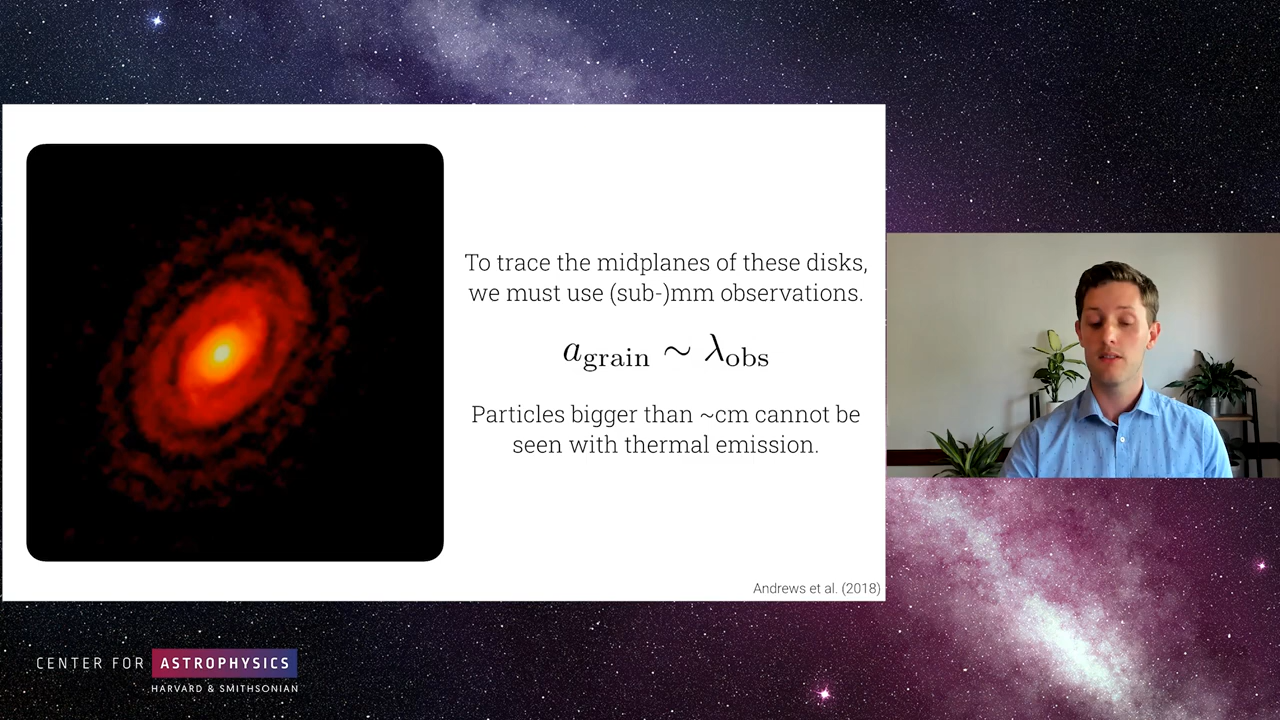 To trace the midplanes of these disks,
we must use (sub-)mm observations.
a_grain ∼ λ_obs
Particles bigger than ~cm cannot be
seen with thermal emission.
Andrews et al. (2018)
CENTER FOR ASTROPHYSICS
HARVARD & SMITHSONIAN